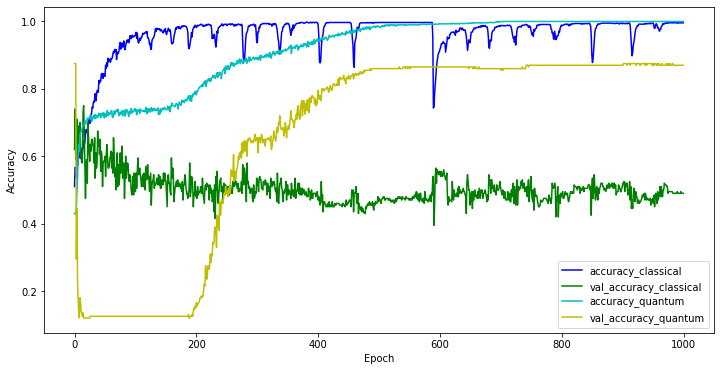 1.0
0.8
0.6
0.4
0.2
Accuracy
0
200
400
600
800
1000
Epoch
accuracy_classical
val_accuracy_classical
accuracy_quantum
val_accuracy_quantum